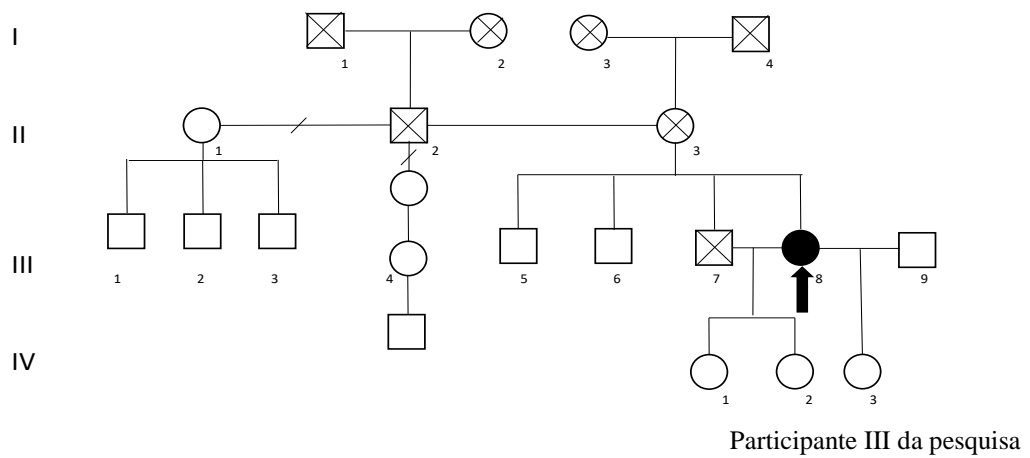 I
1 2 3 4
II
1 2 3
III
1 2 3 4 5 6 7 8 9
IV
1 2 3
Participante III da pesquisa